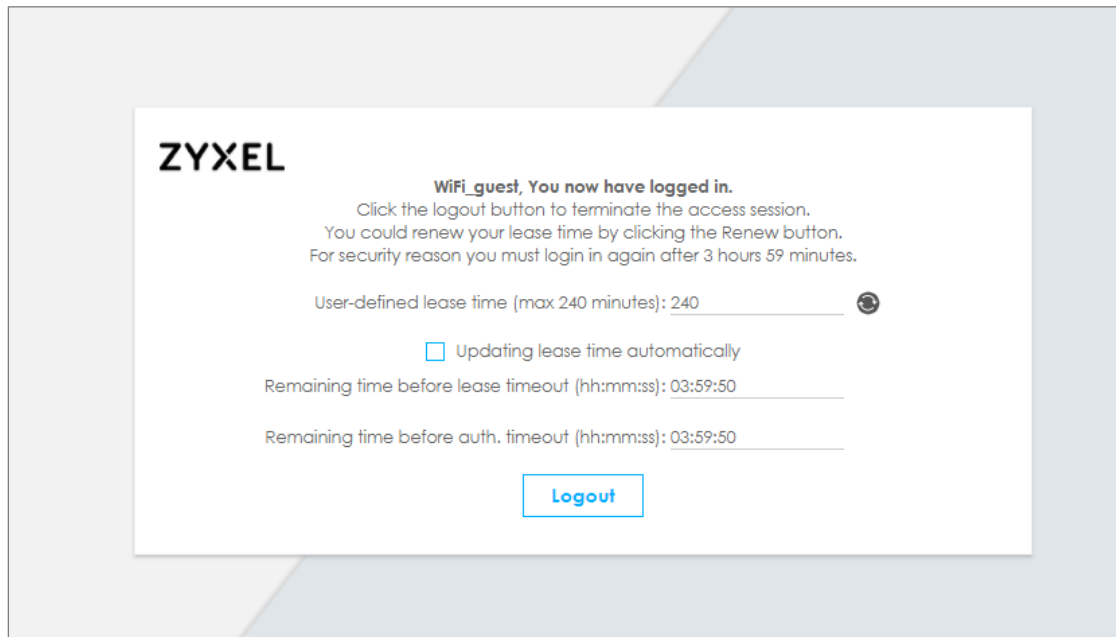 ZYXEL
WiFi_guest, You now have logged in.
Click the logout button to terminate the access session.
You could renew your lease time by clicking the Renew button.
For security reason you must login in again after 3 hours 59 minutes.
User-defined lease time (max 240 minutes): 240
Updating lease time automatically
Remaining time before lease timeout (hh:mm:ss): 03:59:50
Remaining time before auth. timeout (hh:mm:ss): 03:59:50
Logout